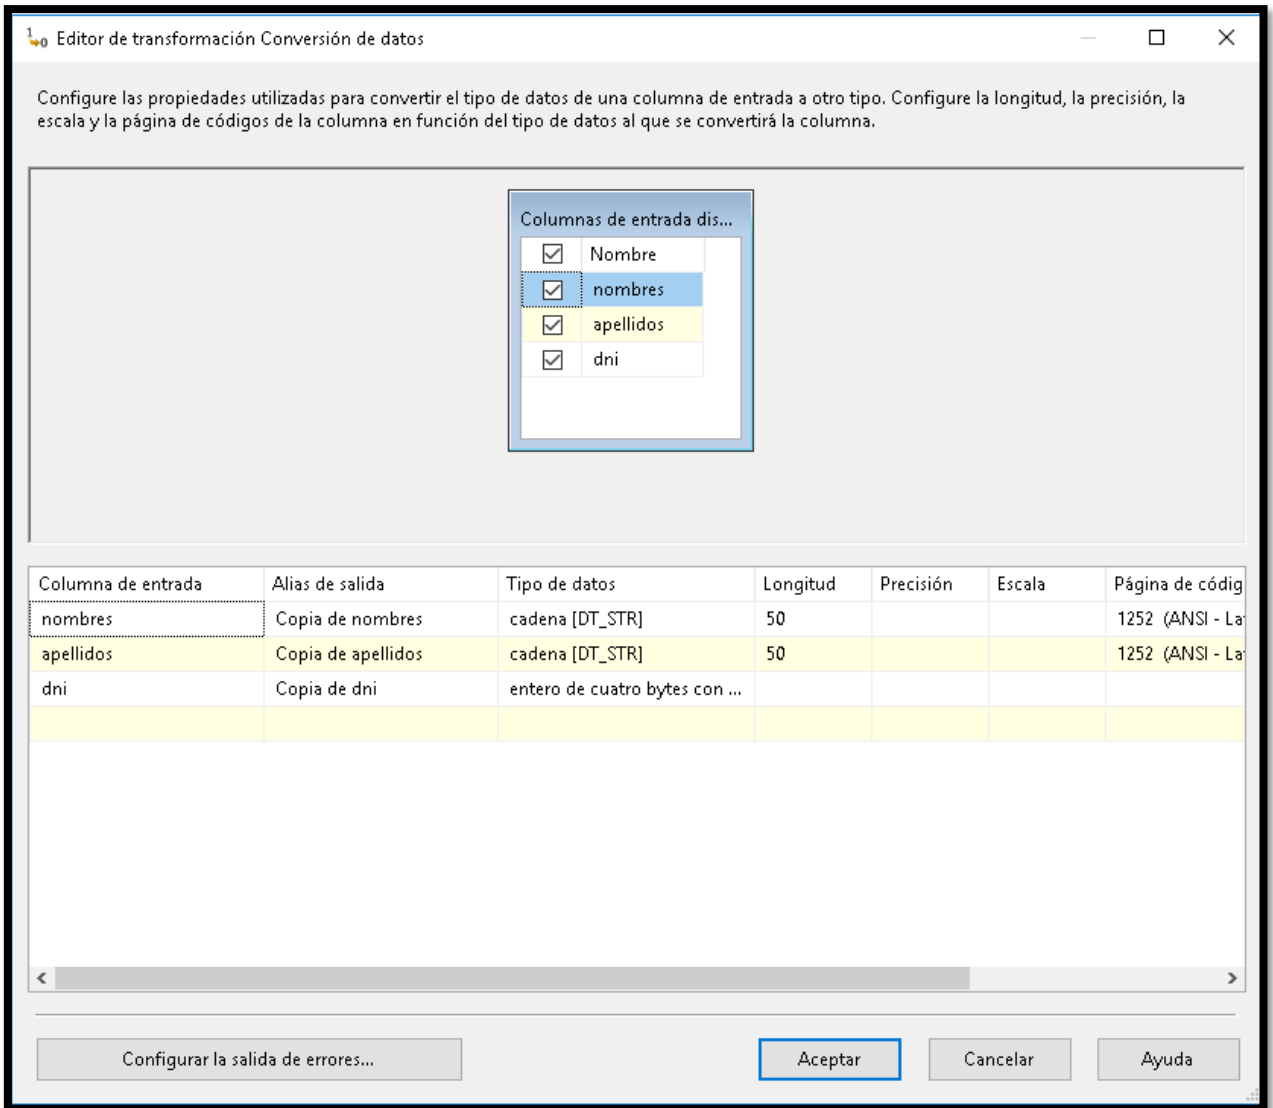 Editor de transformación Conversión de datos
Configure las propiedades utilizadas para convertir el tipo de datos de una columna de entrada a otro tipo. Configure la longitud, la precisión, la
escala y la página de códigos de la columna en función del tipo de datos al que se convertirá la columna.
Columnas de entrada dis...
Nombre
nombres
apellidos
dni
Columna de entrada Alias de salida Tipo de datos Longitud Precisión Escala Página de códig
nombres Copia de nombres cadena [DT_STR] 50 1252 (ANSI - La
apellidos Copia de apellidos cadena [DT_STR] 50 1252 (ANSI - La
dni Copia de dni entero de cuatro bytes con ...
Configurar la salida de errores... Aceptar Cancelar Ayuda